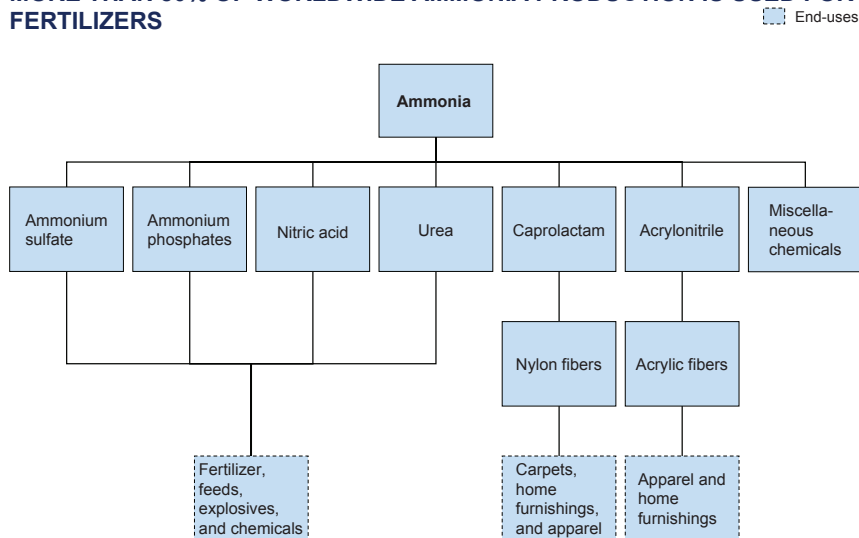 FERTILIZERS
End-uses
Ammonia
Ammonium
sulfate
Ammonium
phosphates
Nitric acid
Urea
Caprolactam
Acrylonitrile
Miscella-
neous
chemicals
Nylon fibers
Acrylic fibers
Fertilizer,
feeds,
explosives,
and chemicals
Carpets,
home
furnishings,
and apparel
Apparel and
home
furnishings